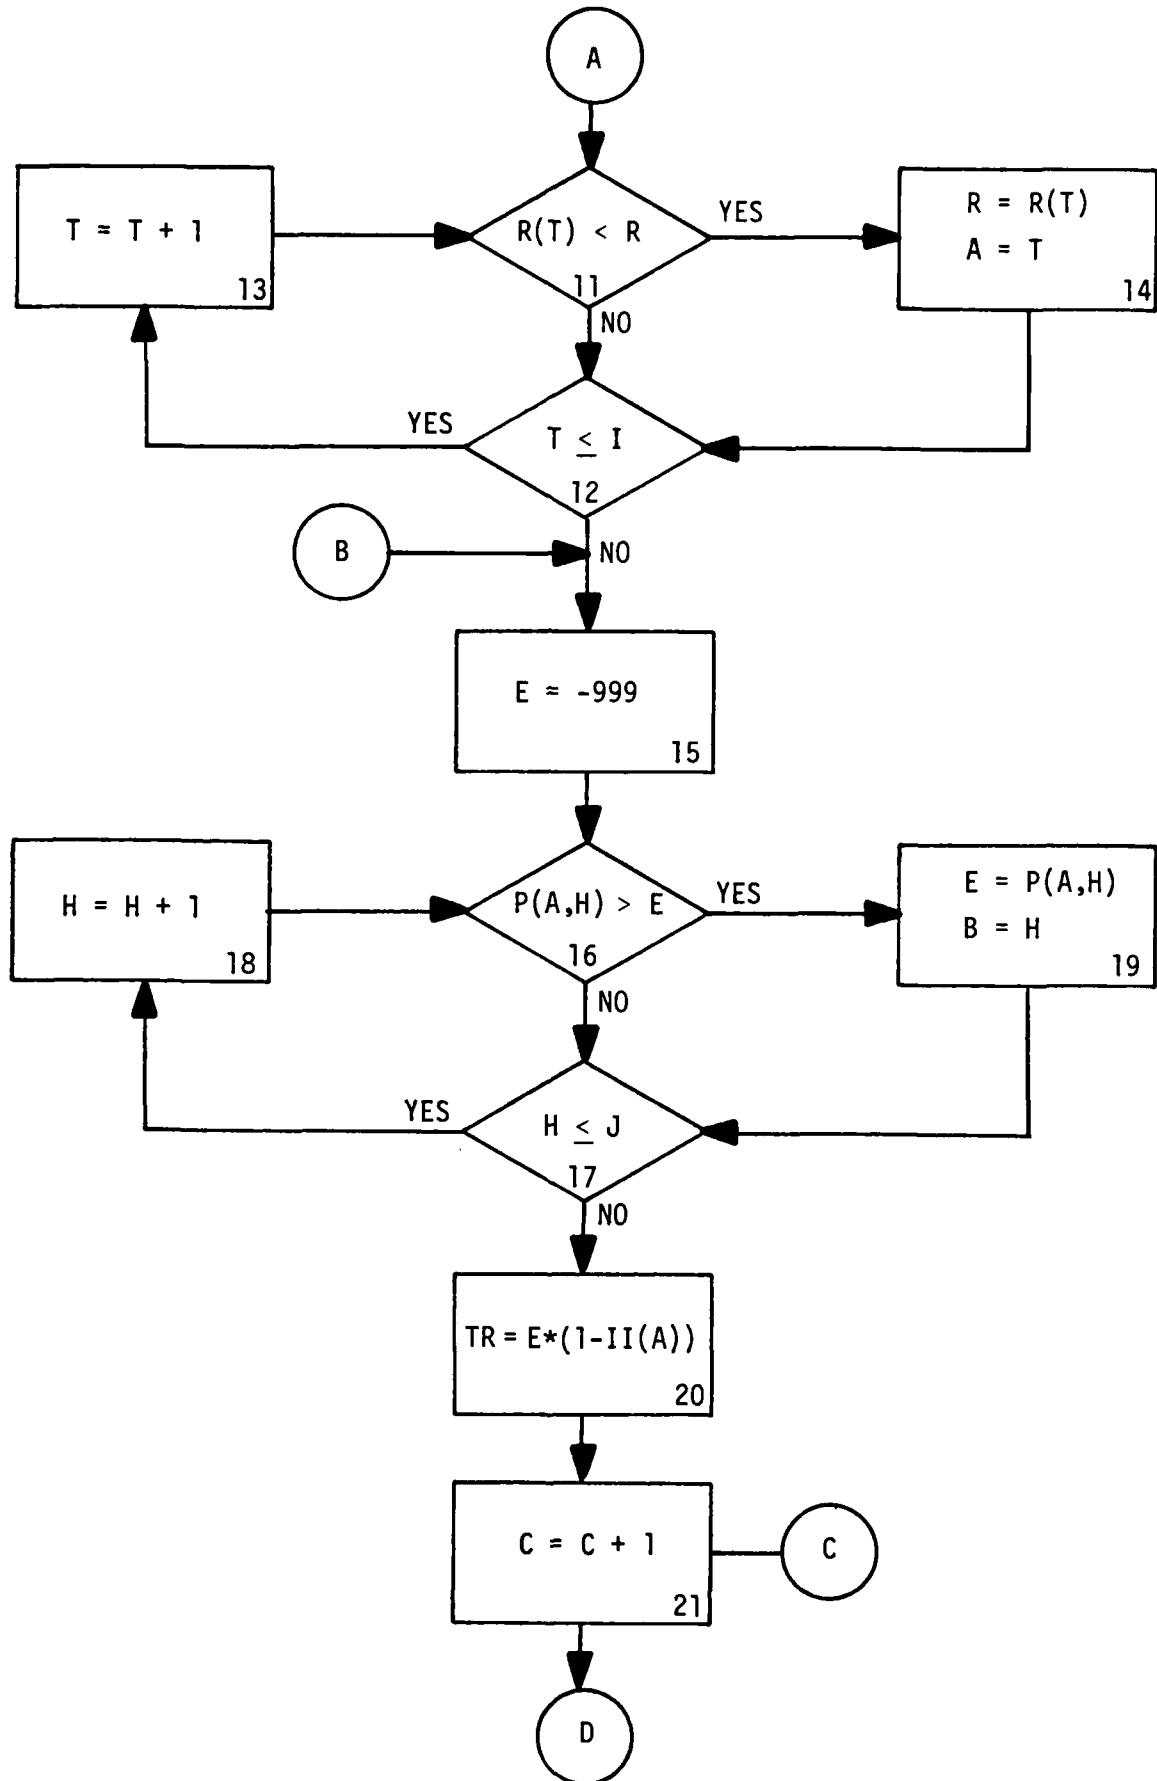 A
T = T + 1
13
R(T) < R
11
YES
R = R(T)
A = T
14
NO
YES
T ≤ I
12
B
NO
E = -999
15
H = H + 1
18
P(A,H) > E
16
YES
E = P(A,H)
B = H
19
NO
YES
H ≤ J
17
NO
TR = E*(1-II(A))
20
C = C + 1
21
C
D